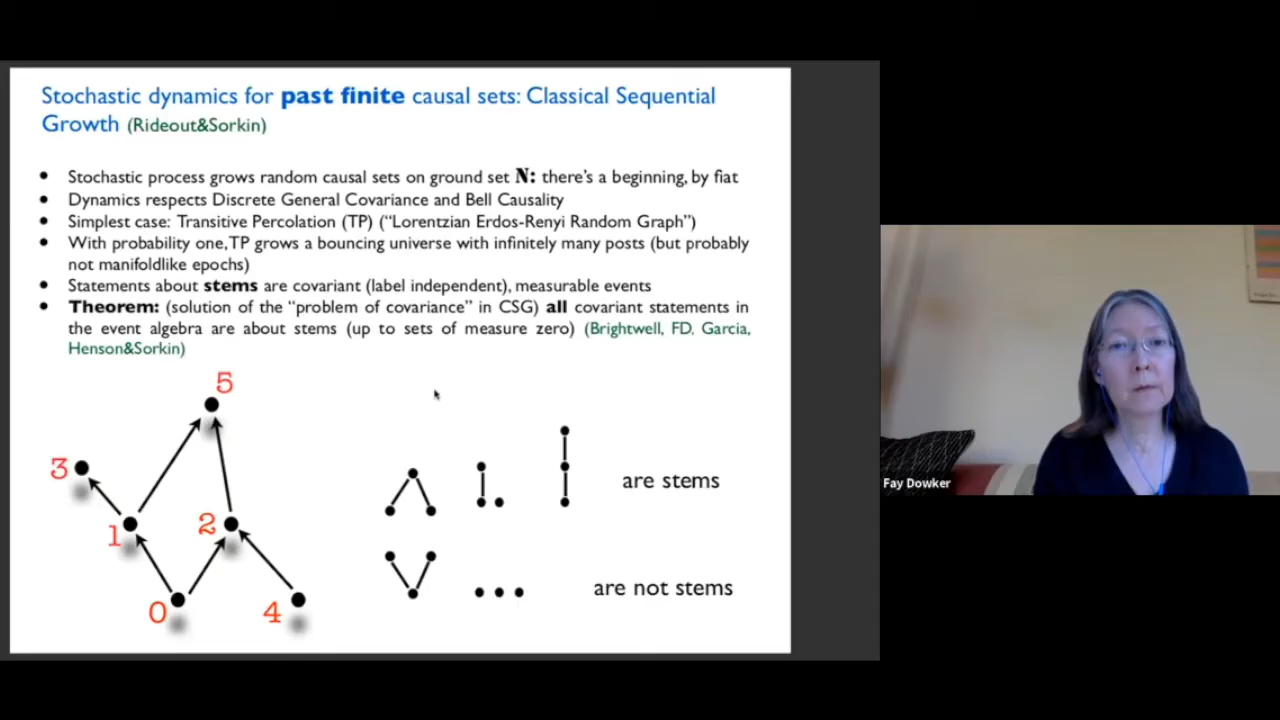 Stochastic dynamics for past finite causal sets: Classical Sequential
Growth (Rideout&Sorkin)
• Stochastic process grows random causal sets on ground set N: there's a beginning, by fiat
• Dynamics respects Discrete General Covariance and Bell Causality
• Simplest case: Transitive Percolation (TP) ("Lorentzian Erdos-Renyi Random Graph")
• With probability one, TP grows a bouncing universe with infinitely many posts (but probably
not manifoldlike epochs)
• Statements about stems are covariant (label independent), measurable events
• Theorem: (solution of the "problem of covariance" in CSG) all covariant statements in
the event algebra are about stems (up to sets of measure zero) (Brightwell, FD. Garcia,
Henson&Sorkin)
5
3
1
2
0
4
are stems
are not stems
Fay Dowker